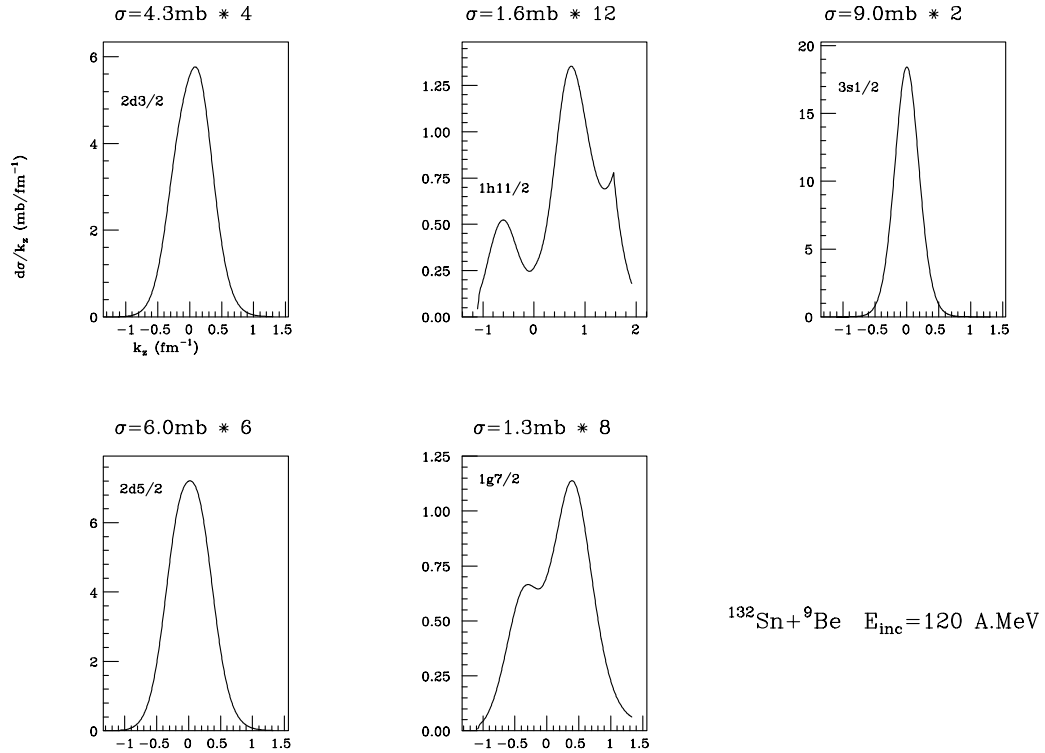 σ=4.3mb * 4
σ=1.6mb * 12
σ=9.0mb * 2
dσ/k_z (mb/fm⁻¹)
6
4
2
0
2d3/2
−1 −0.5 0 0.5 1 1.5
k_z (fm⁻¹)
1.25
1.00
0.75
0.50
0.25
0.00
1h11/2
−1 0 1 2
20
15
10
5
0
3s1/2
−1 −0.5 0 0.5 1 1.5
σ=6.0mb * 6
σ=1.3mb * 8
6
4
2
0
2d5/2
−1 −0.5 0 0.5 1 1.5
1.25
1.00
0.75
0.50
0.25
0.00
1g7/2
−1 −0.5 0 0.5 1 1.5
¹³²Sn+⁹Be E_inc=120 A.MeV